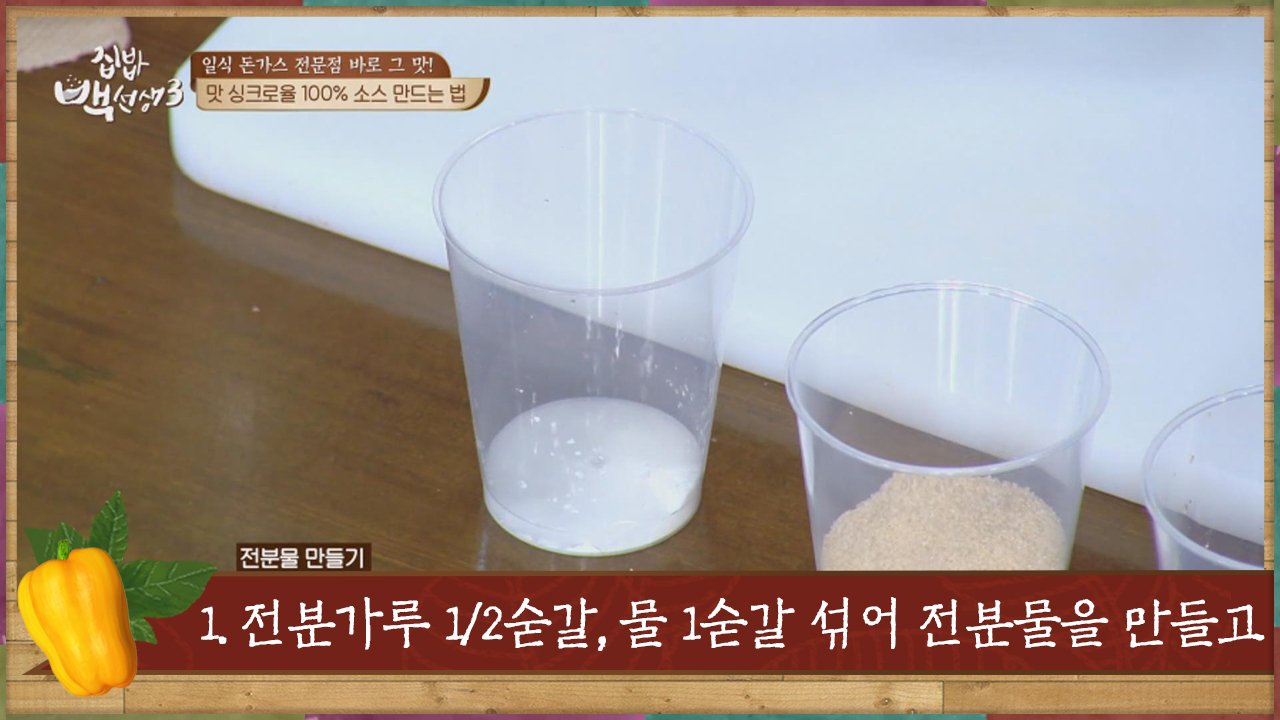 집밥
백선생3
일식 돈가스 전문점 바로 그 맛!
맛 싱크로율 100% 소스 만드는 법
전분물 만들기
1. 전분가루 1/2숟갈, 물 1숟갈 섞어 전분물을 만들고